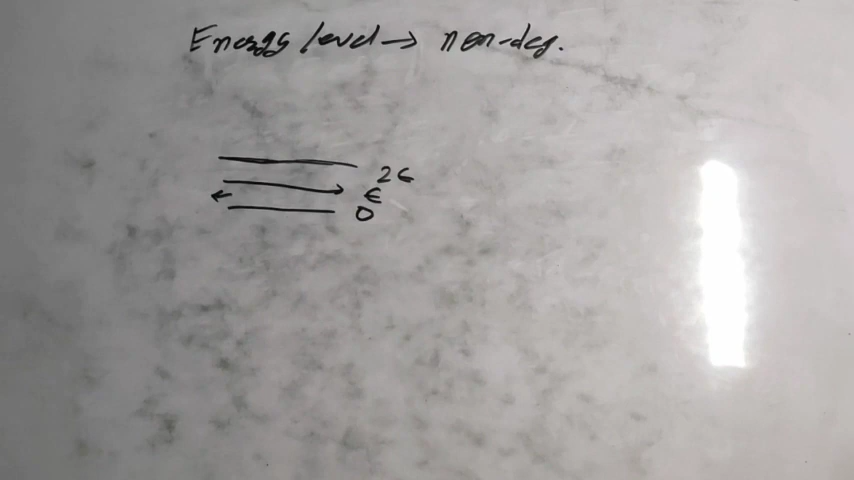 Energy level → non-deg.
2ϵ
ϵ
0